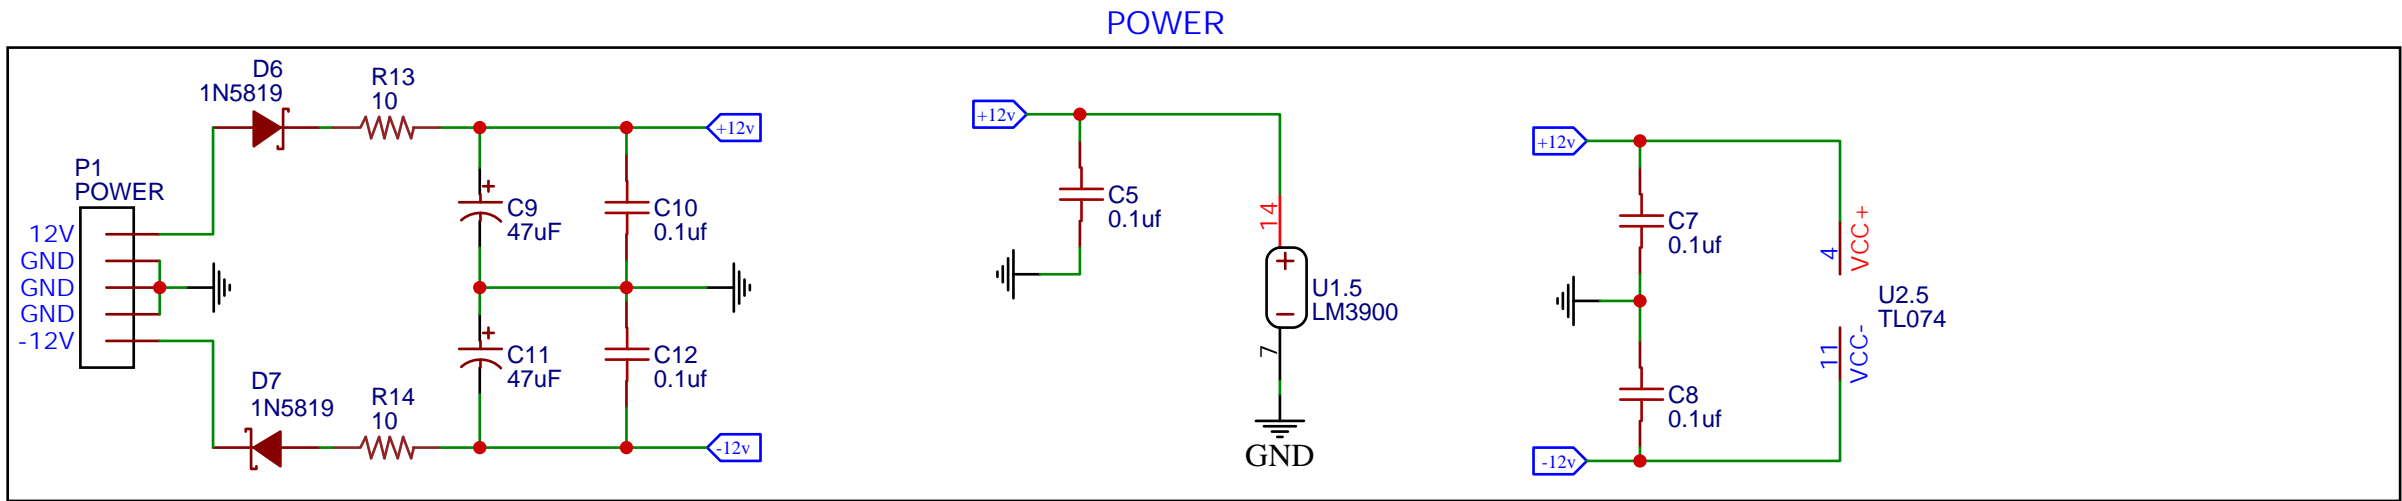 POWER
D6
1N5819
R13
10
+12v
P1
POWER
12V
GND
GND
GND
-12V
+
C9
47uF
C10
0.1uf
+
C11
47uF
C12
0.1uf
D7
1N5819
R14
10
-12v
+12v
C5
0.1uf
14
+
−
U1.5
LM3900
7
GND
+12v
C7
0.1uf
4
VCC+
U2.5
TL074
11
VCC-
C8
0.1uf
-12v